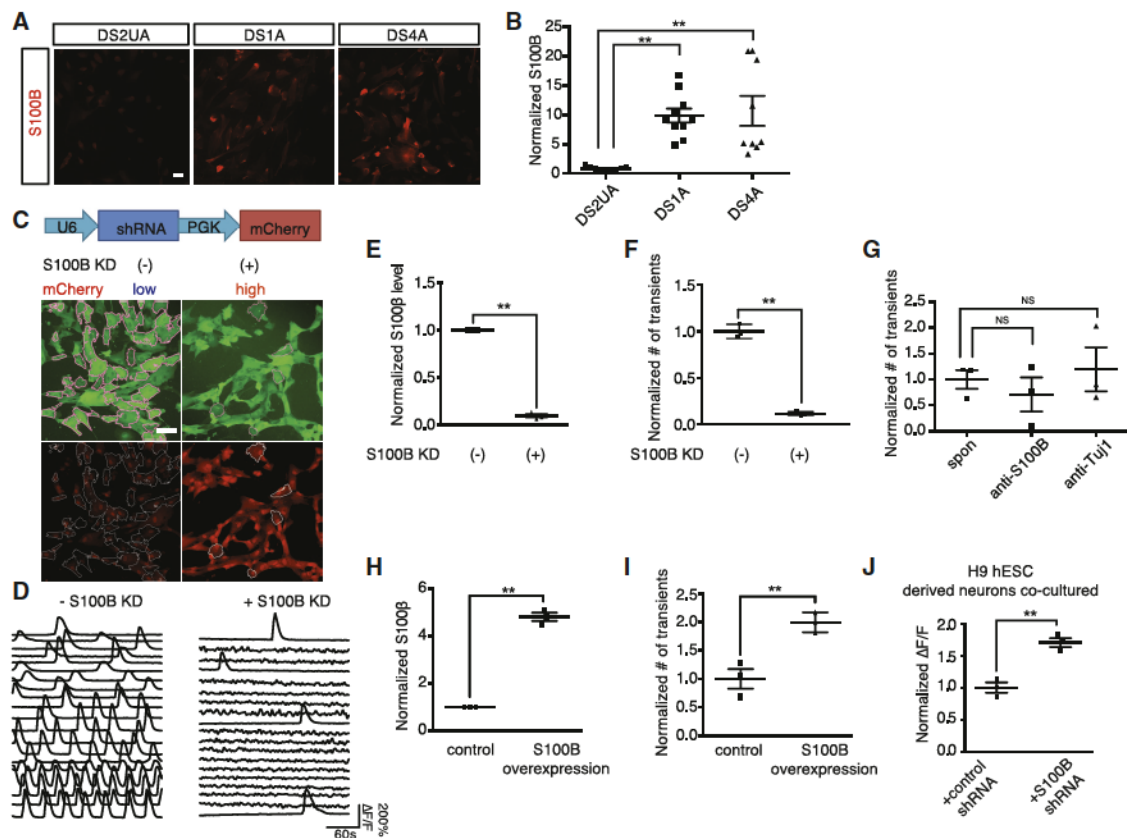 A
DS2UA
DS1A
DS4A
S100B
B
Normalized S100B
25
20
15
10
5
0
**
**
DS2UA
DS1A
DS4A
C
U6
shRNA
PGK
mCherry
S100B KD
(-)
(+)
mCherry
low
high
D
- S100B KD
+ S100B KD
200%
ΔF/F
60s
E
Normalized S100β level
1.5
1.0
0.5
0.0
**
S100B KD
(-)
(+)
F
Normalized # of transients
1.5
1.0
0.5
0
**
S100B KD
(-)
(+)
G
Normalized # of transients
2.5
2.0
1.5
1.0
0.5
0.0
NS
NS
spon
anti-S100B
anti-Tuj1
H
Normalized S100β
6
4
2
0
**
control
S100B
overexpression
I
Normalized # of transients
2.5
2.0
1.5
1.0
0.5
0.0
**
control
S100B
overexpression
J
H9 hESC
derived neurons co-cultured
Normalized ΔF/F
2.0
1.5
1.0
0.5
0.0
**
+control
shRNA
+S100B
shRNA